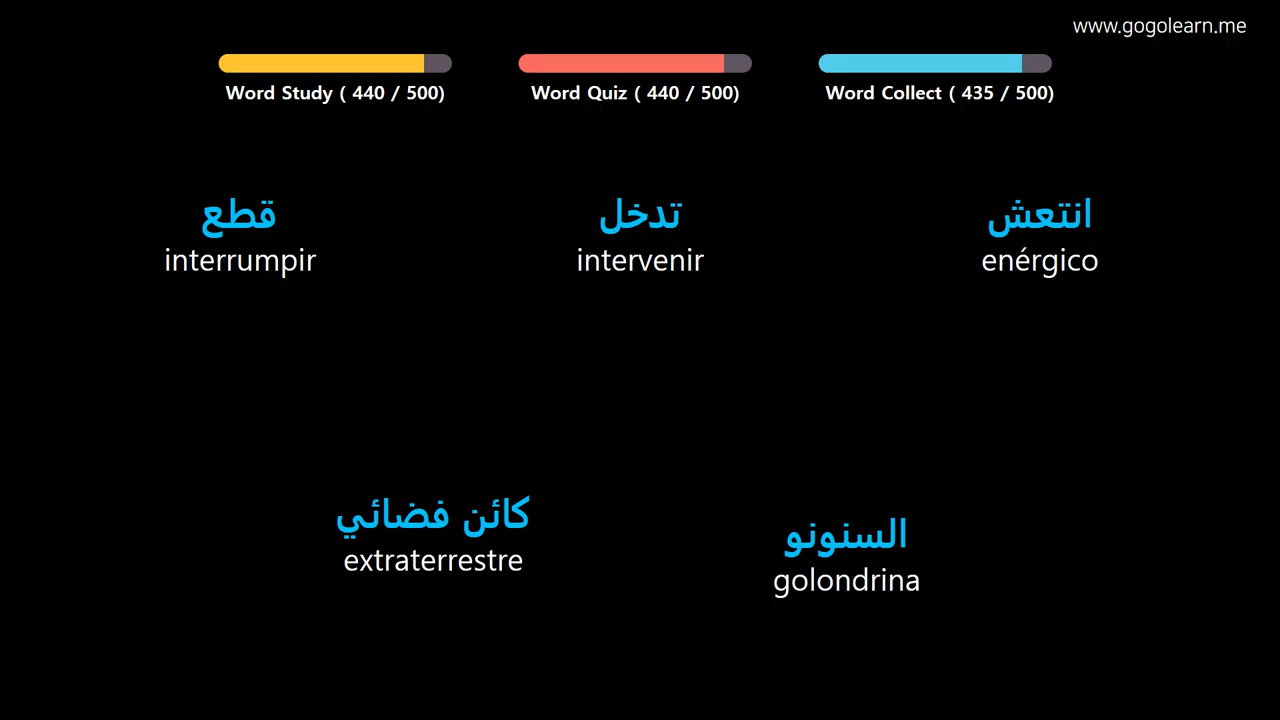 www.gogolearn.me
Word Study ( 440 / 500)
Word Quiz ( 440 / 500)
Word Collect ( 435 / 500)
قطع
interrumpir
تدخل
intervenir
انتعش
enérgico
كائن فضائي
extraterrestre
السنونو
golondrina